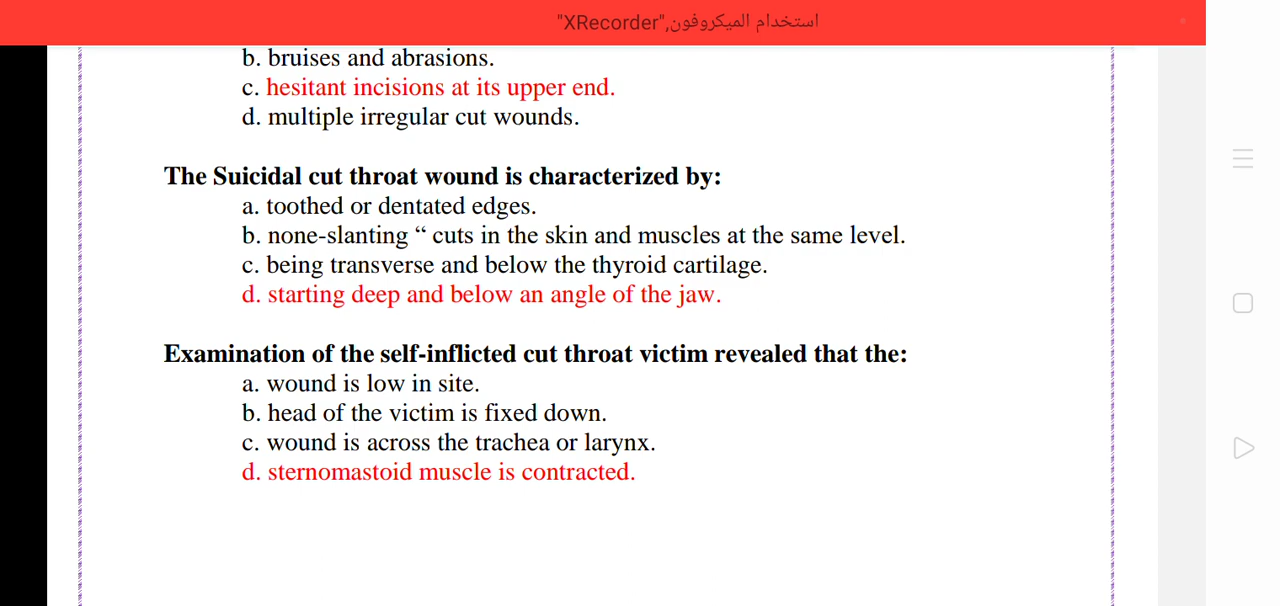 استخدام الميكروفون,"XRecorder"
b. bruises and abrasions.
c. hesitant incisions at its upper end.
d. multiple irregular cut wounds.
The Suicidal cut throat wound is characterized by:
a. toothed or dentated edges.
b. none-slanting “ cuts in the skin and muscles at the same level.
c. being transverse and below the thyroid cartilage.
d. starting deep and below an angle of the jaw.
Examination of the self-inflicted cut throat victim revealed that the:
a. wound is low in site.
b. head of the victim is fixed down.
c. wound is across the trachea or larynx.
d. sternomastoid muscle is contracted.